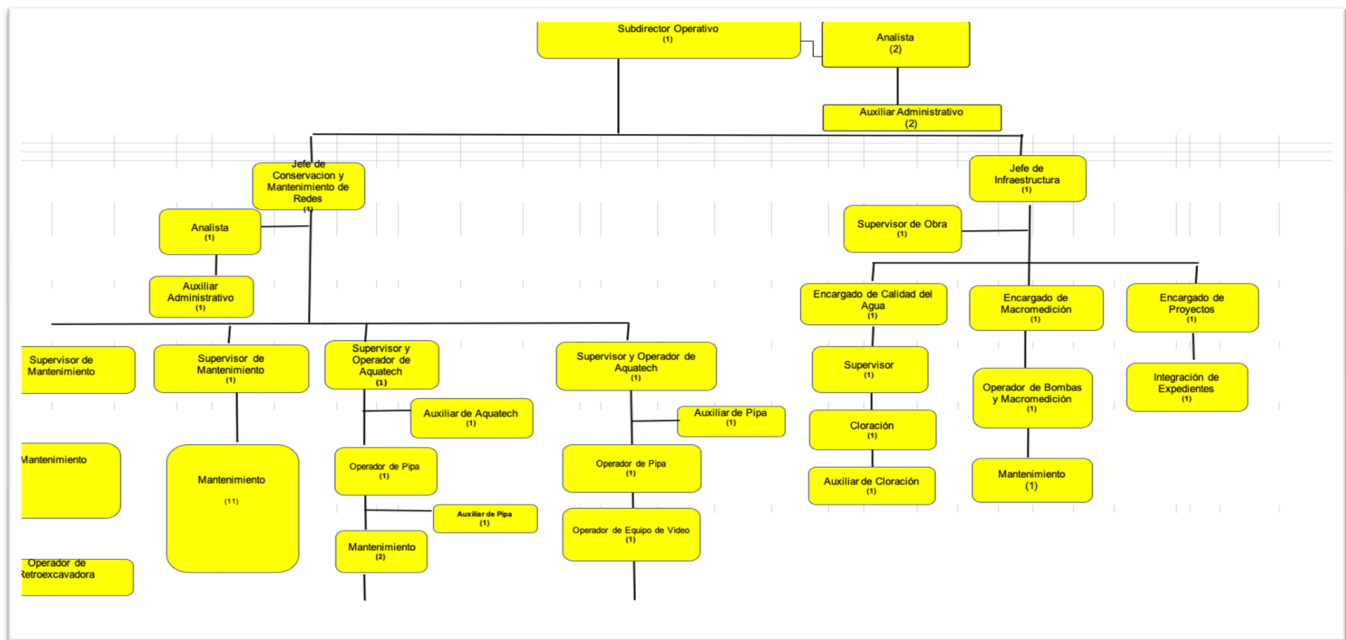 Subdirector Operativo
(1)
Analista
(2)
Auxiliar Administrativo
(2)
Jefe de
Conservacion y
Mantenimiento de
Redes
(1)
Analista
(1)
Auxiliar
Administrativo
(1)
Jefe de
Infraestructura
(1)
Supervisor de Obra
(1)
Supervisor de
Mantenimiento
Supervisor de
Mantenimiento
(1)
Supervisor y
Operador de
Aquatech
(1)
Supervisor y Operador de
Aquatech
(1)
Encargado de Calidad del
Agua
(1)
Encargado de
Macromedición
(1)
Encargado de
Proyectos
(1)
Supervisor
(1)
Operador de Bombas
y Macromedición
(1)
Integración de
Expedientes
(1)
Auxiliar de Aquatech
(1)
Auxiliar de Pipa
(1)
Cloración
(1)
Mantenimiento
Mantenimiento
(11)
Operador de Pipa
(1)
Operador de Pipa
(1)
Auxiliar de Cloración
(1)
Mantenimiento
(1)
Auxiliar de Pipa
(1)
Operador de Equipo de Video
(1)
Mantenimiento
(2)
Operador de
Retroexcavadora